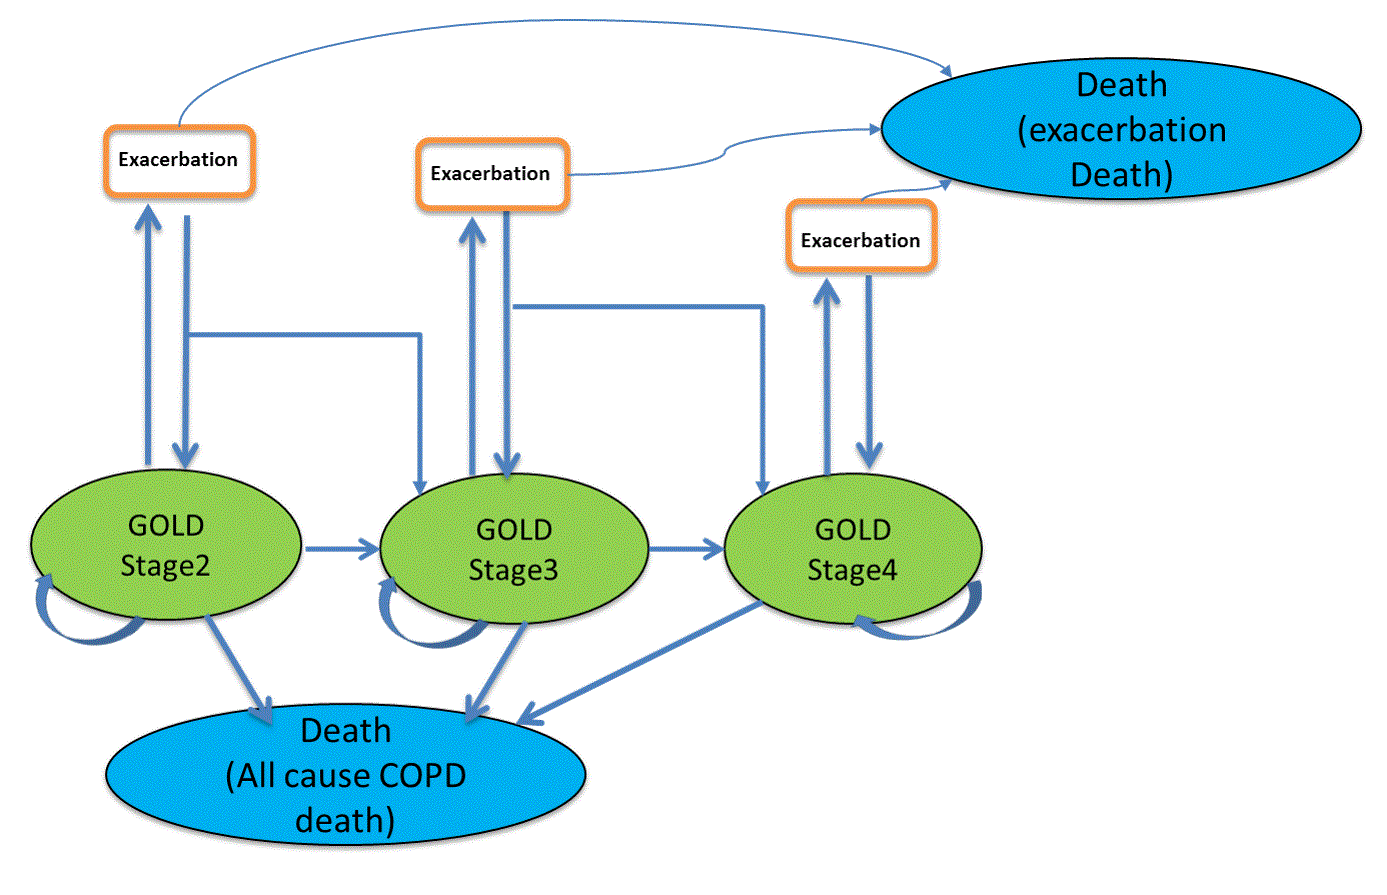 Death
(exacerbation
Death)
Exacerbation
Exacerbation
Exacerbation
GOLD
Stage2
GOLD
Stage3
GOLD
Stage4
Death
(All cause COPD
death)